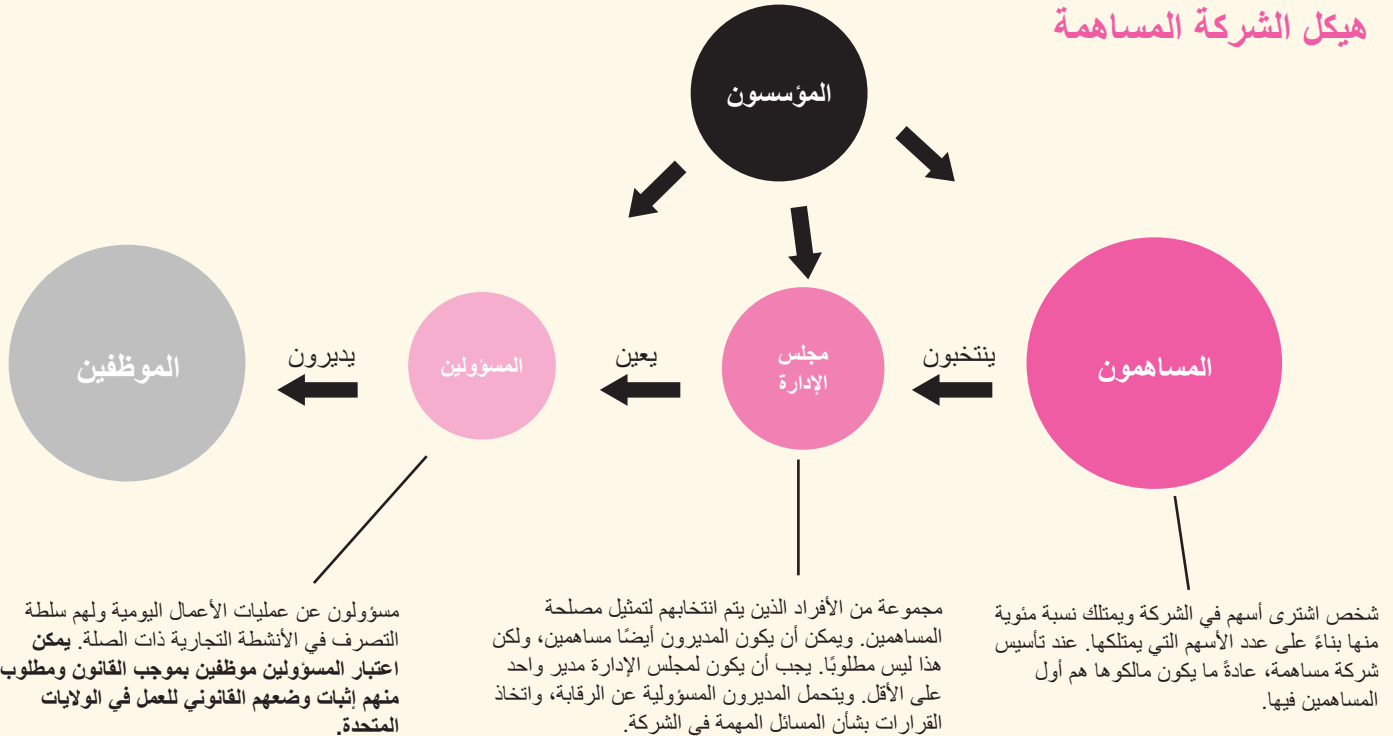 هيكل الشركة المساهمة
المؤسسون
المساهمون
ينتخبون
مجلس
الإدارة
يعين
المسؤولين
يديرون
الموظفين
شخص اشترى أسهم في الشركة ويمتلك نسبة مئوية
منها بناءً على عدد الأسهم التي يمتلكها. عند تأسيس
شركة مساهمة، عادةً ما يكون مالكوها هم أول
المساهمين فيها.
مجموعة من الأفراد الذين يتم انتخابهم لتمثيل مصلحة
المساهمين. ويمكن أن يكون المديرون أيضًا مساهمين، ولكن
هذا ليس مطلوبًا. يجب أن يكون لمجلس الإدارة مدير واحد
على الأقل. ويتحمل المديرون المسؤولية عن الرقابة، واتخاذ
القرارات بشأن المسائل المهمة في الشركة.
مسؤولون عن عمليات الأعمال اليومية ولهم سلطة
التصرف في الأنشطة التجارية ذات الصلة. يمكن
اعتبار المسؤولين موظفين بموجب القانون ومطلوب
منهم إثبات وضعهم القانوني للعمل في الولايات
المتحدة.